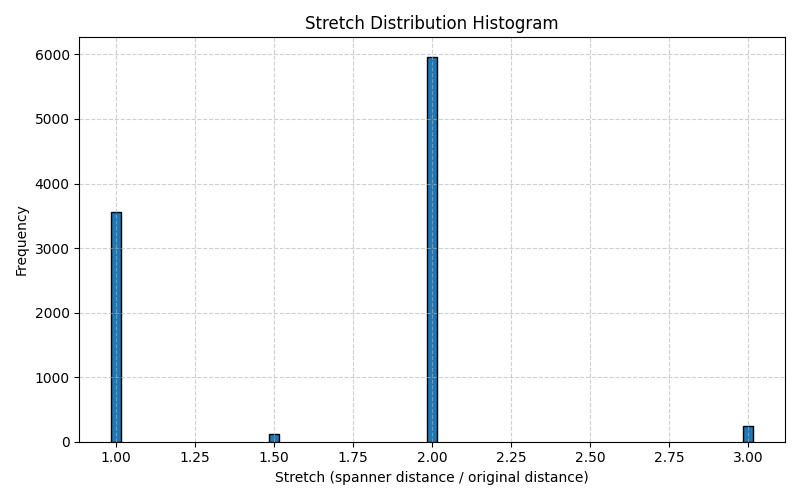 Stretch Distribution Histogram
Frequency
6000
5000
4000
3000
2000
1000
0
1.00 1.25 1.50 1.75 2.00 2.25 2.50 2.75 3.00
Stretch (spanner distance / original distance)